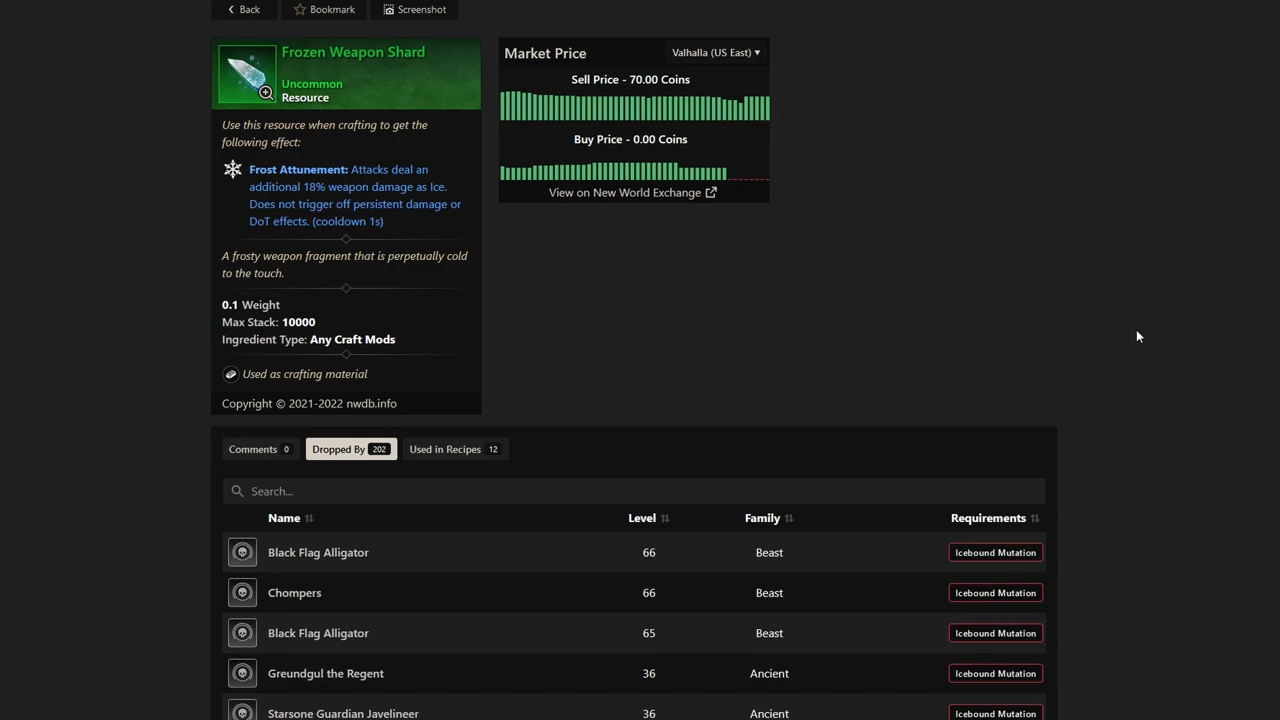 Back
Bookmark
Screenshot
Frozen Weapon Shard
Uncommon
Resource
Use this resource when crafting to get the
following effect:
Frost Attunement: Attacks deal an
additional 18% weapon damage as Ice.
Does not trigger off persistent damage or
DoT effects. (cooldown 1s)
A frosty weapon fragment that is perpetually cold
to the touch.
0.1 Weight
Max Stack: 10000
Ingredient Type: Any Craft Mods
Used as crafting material
Copyright © 2021-2022 nwdb.info
Market Price
Valhalla (US East)
Sell Price - 70.00 Coins
Buy Price - 0.00 Coins
View on New World Exchange
Comments 0
Dropped By 202
Used in Recipes 12
Search...
Name Level Family Requirements
Black Flag Alligator 66 Beast Icebound Mutation
Chompers 66 Beast Icebound Mutation
Black Flag Alligator 65 Beast Icebound Mutation
Greundgul the Regent 36 Ancient Icebound Mutation
Starsone Guardian Javelineer 36 Ancient Icebound Mutation